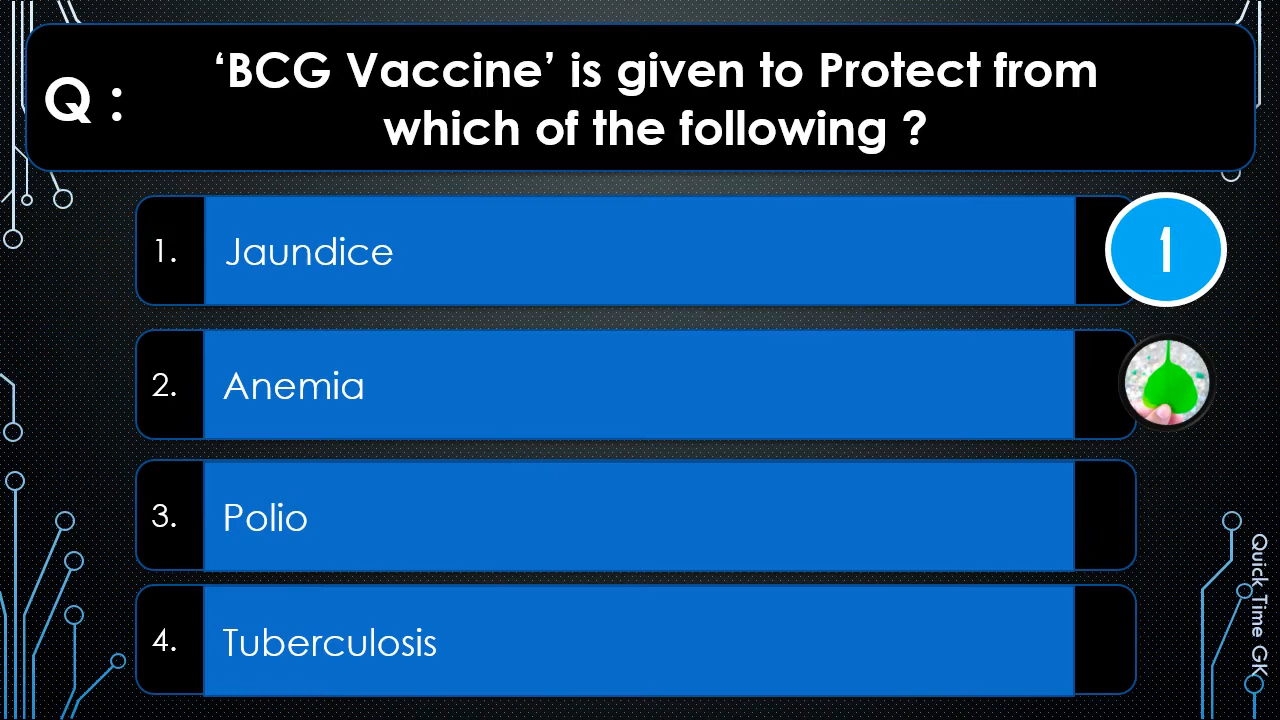 Q :
‘BCG Vaccine’ is given to Protect from
which of the following ?
1. Jaundice
1
2. Anemia
3. Polio
4. Tuberculosis
Quick Time GK